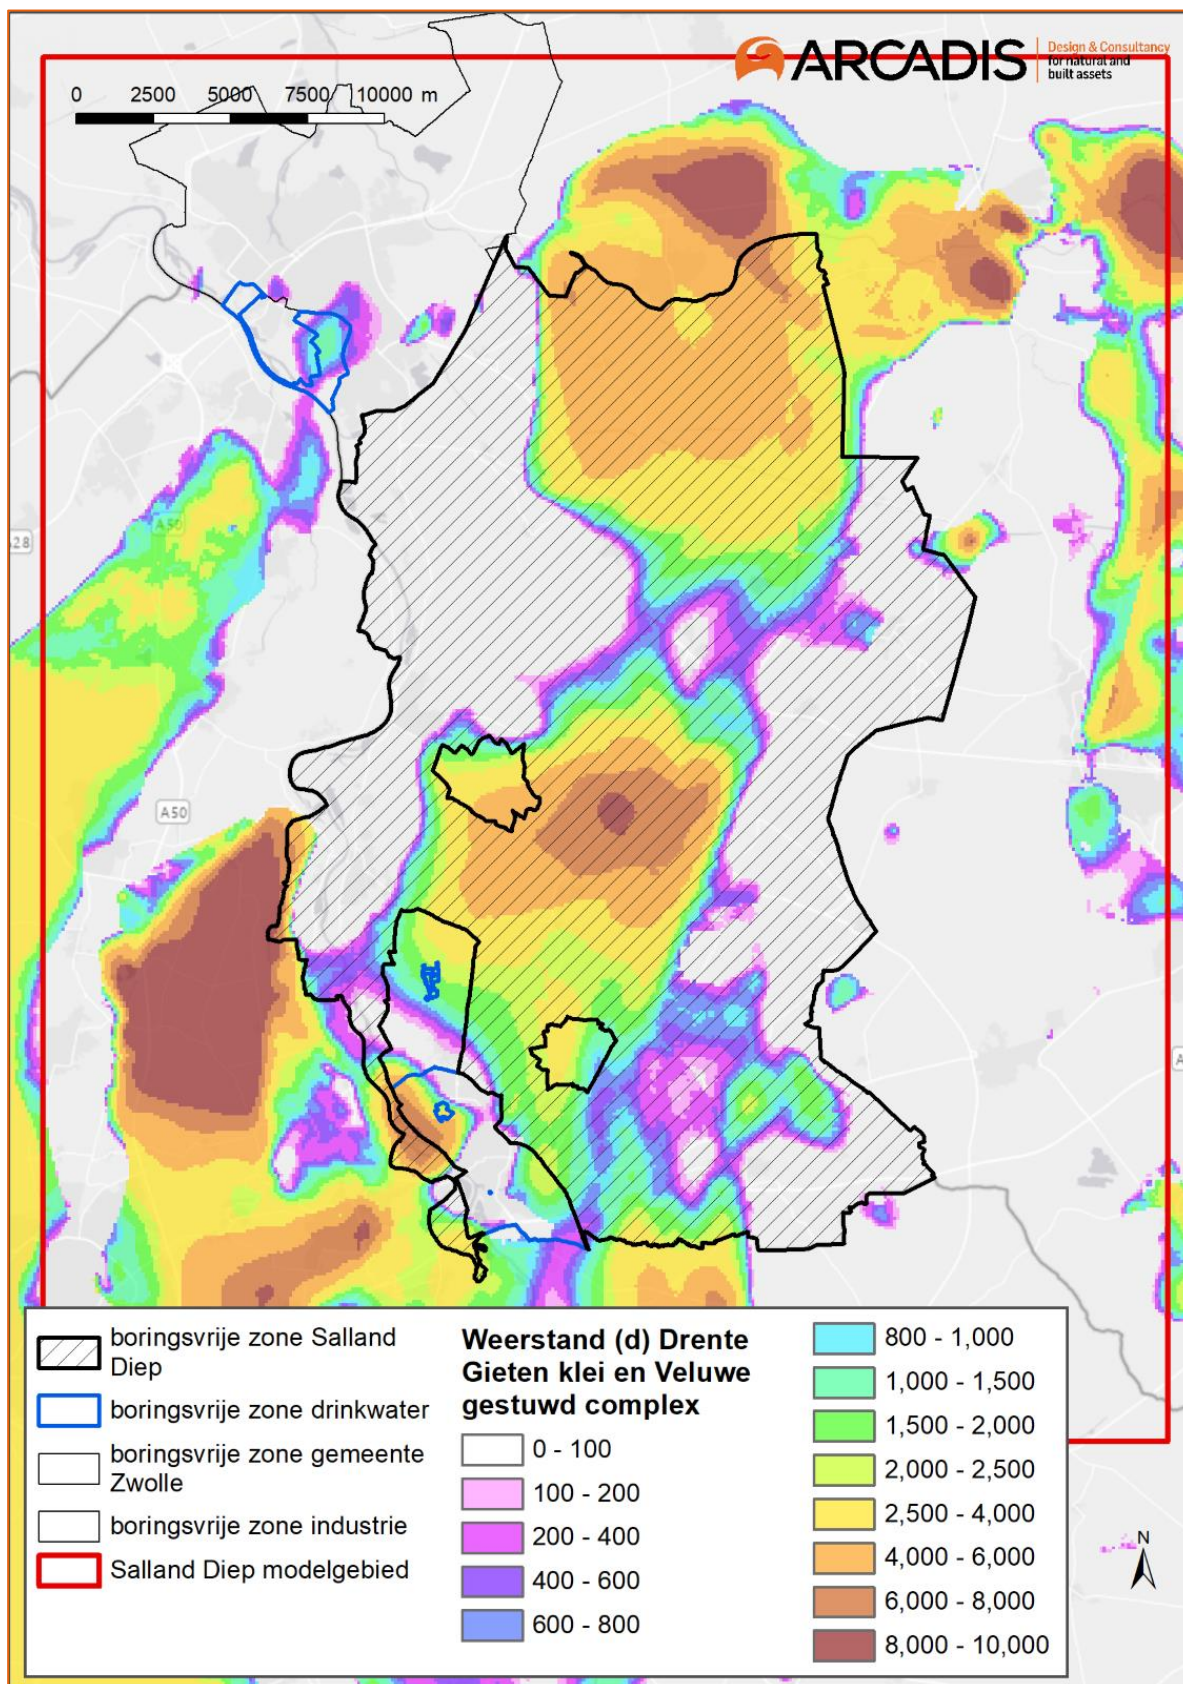 ARCADIS
Design & Consultancy
for natural and
built assets
0 2500 5000 7500 10000 m
A50
A28
A50
A
boringsvrije zone Salland
Diep
boringsvrije zone drinkwater
boringsvrije zone gemeente
Zwolle
boringsvrije zone industrie
Salland Diep modelgebied
Weerstand (d) Drente
Gieten klei en Veluwe
gestuwd complex
0 - 100
100 - 200
200 - 400
400 - 600
600 - 800
800 - 1,000
1,000 - 1,500
1,500 - 2,000
2,000 - 2,500
2,500 - 4,000
4,000 - 6,000
6,000 - 8,000
8,000 - 10,000
N